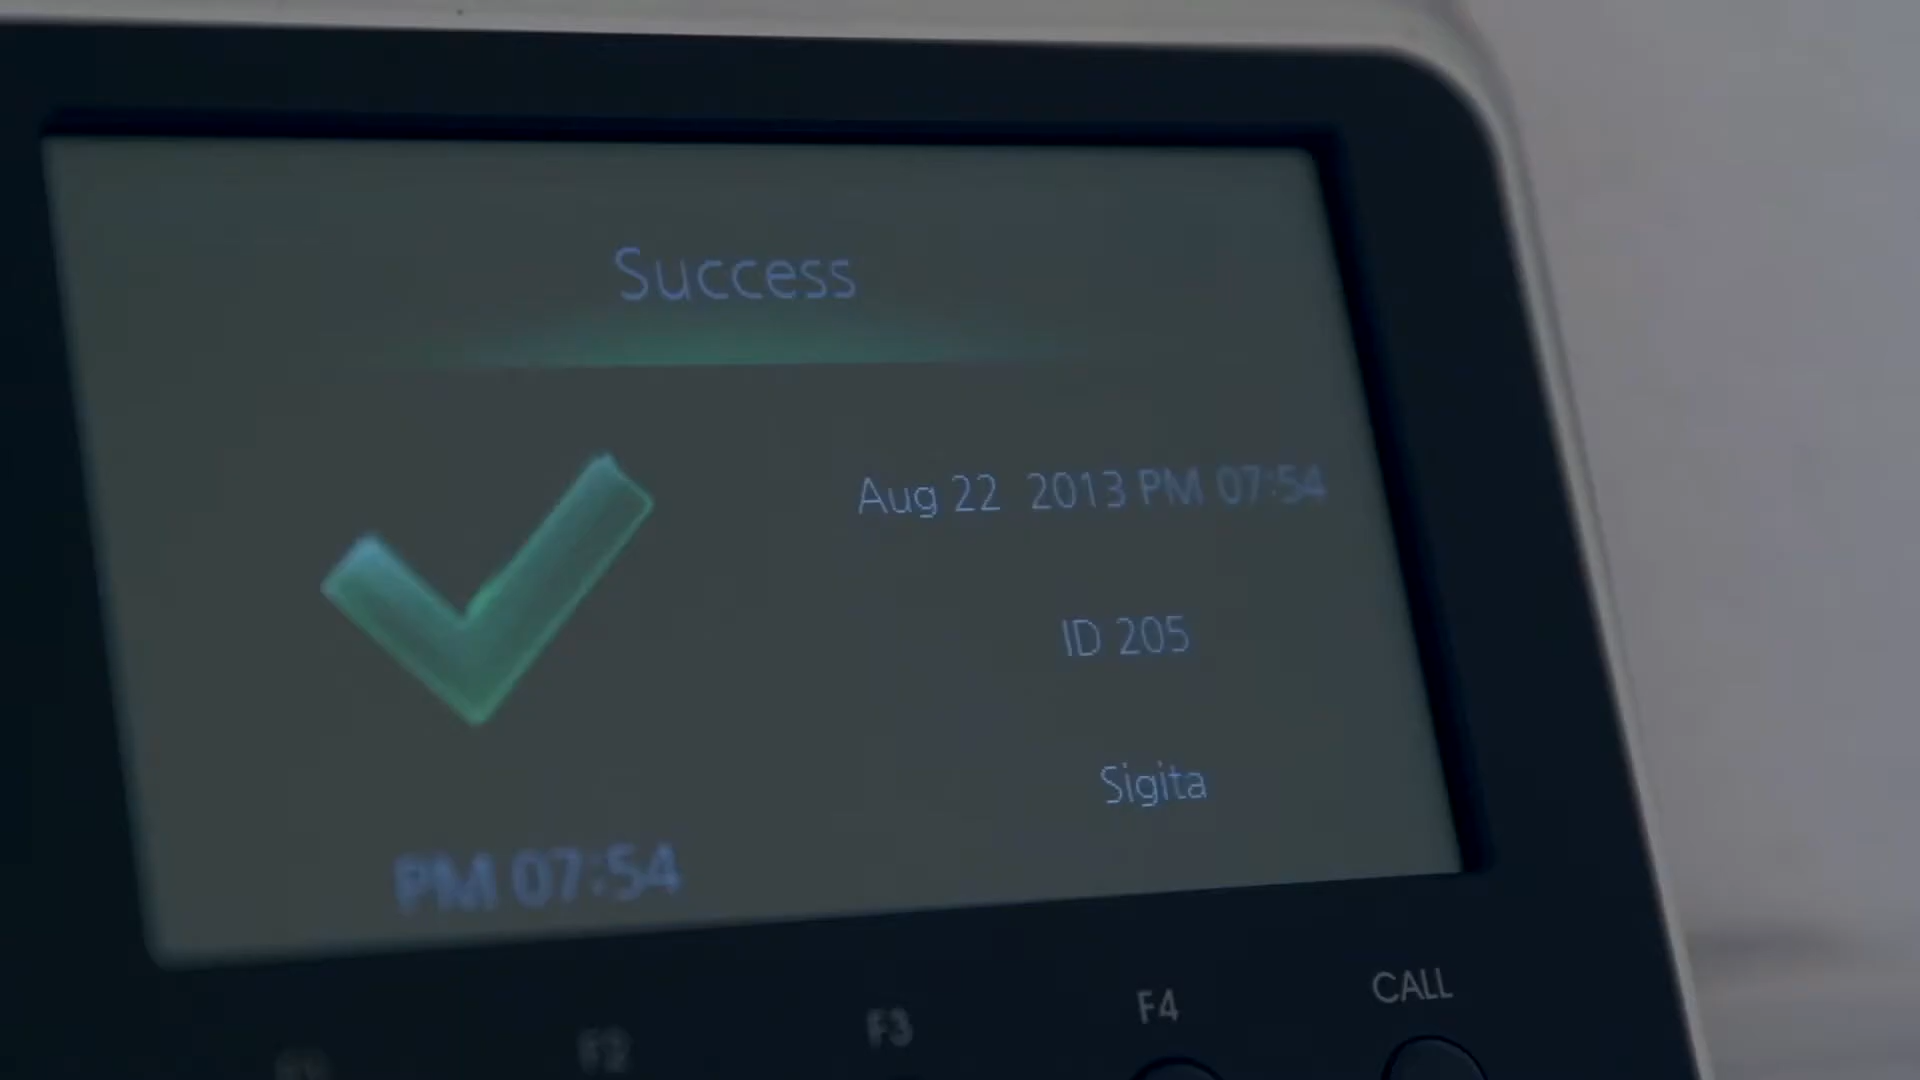 Success
Aug 22 2013 PM 07:54
ID 205
Sigita
PM 07:54
F2 F3 F4 CALL